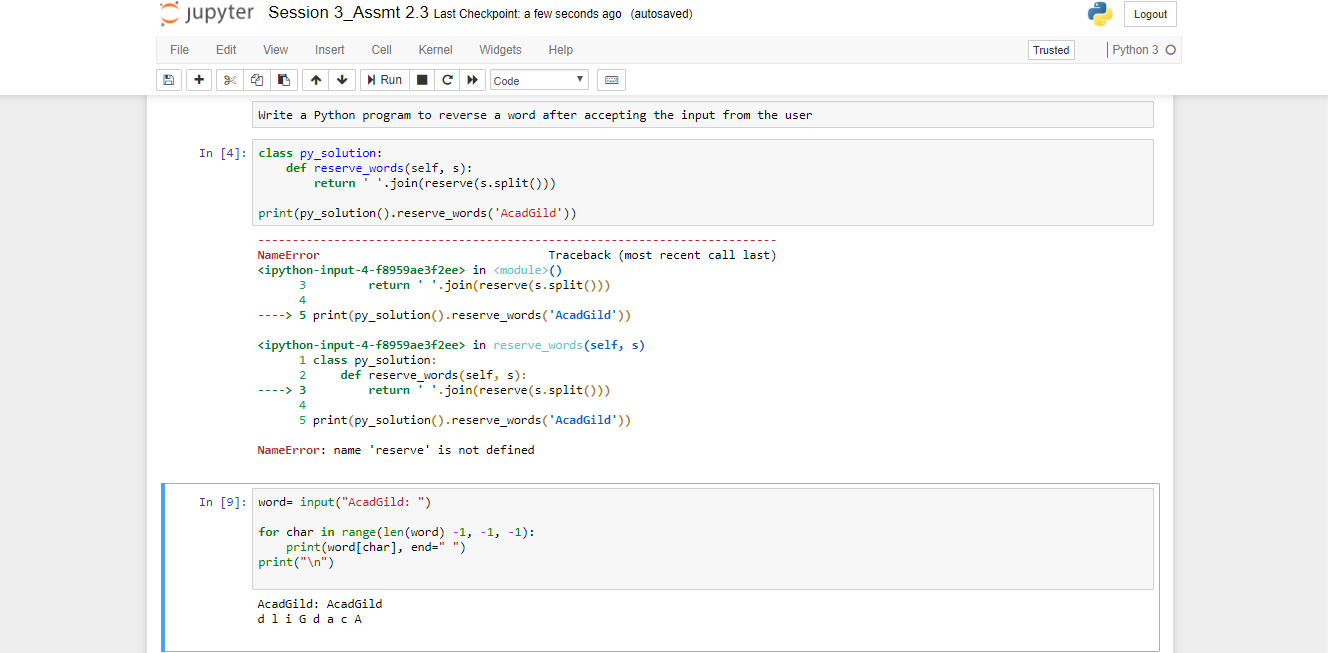 jupyter Session 3_Assmt 2.3 Last Checkpoint: a few seconds ago (autosaved) Logout
File Edit View Insert Cell Kernel Widgets Help Trusted Python 3
Run Code
Write a Python program to reverse a word after accepting the input from the user
In [4]: class py_solution:
    def reserve_words(self, s):
        return ' '.join(reserve(s.split()))
print(py_solution().reserve_words('AcadGild'))
---------------------------------------------------------------------------
NameError                                 Traceback (most recent call last)
<ipython-input-4-f8959ae3f2ee> in <module>()
      3         return ' '.join(reserve(s.split()))
      4
----> 5 print(py_solution().reserve_words('AcadGild'))
<ipython-input-4-f8959ae3f2ee> in reserve_words(self, s)
      1 class py_solution:
      2     def reserve_words(self, s):
----> 3         return ' '.join(reserve(s.split()))
      4
      5 print(py_solution().reserve_words('AcadGild'))
NameError: name 'reserve' is not defined
In [9]: word= input("AcadGild: ")
for char in range(len(word) -1, -1, -1):
    print(word[char], end=" ")
print("\n")
AcadGild: AcadGild
d l i G d a c A